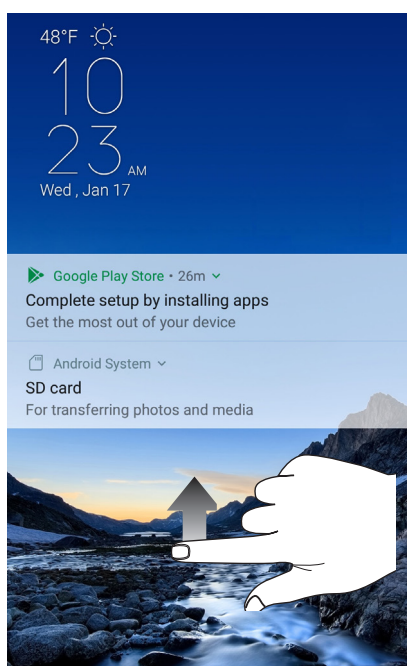 48°F
10
23 AM
Wed , Jan 17
Google Play Store • 26m
Complete setup by installing apps
Get the most out of your device
Android System
SD card
For transferring photos and media